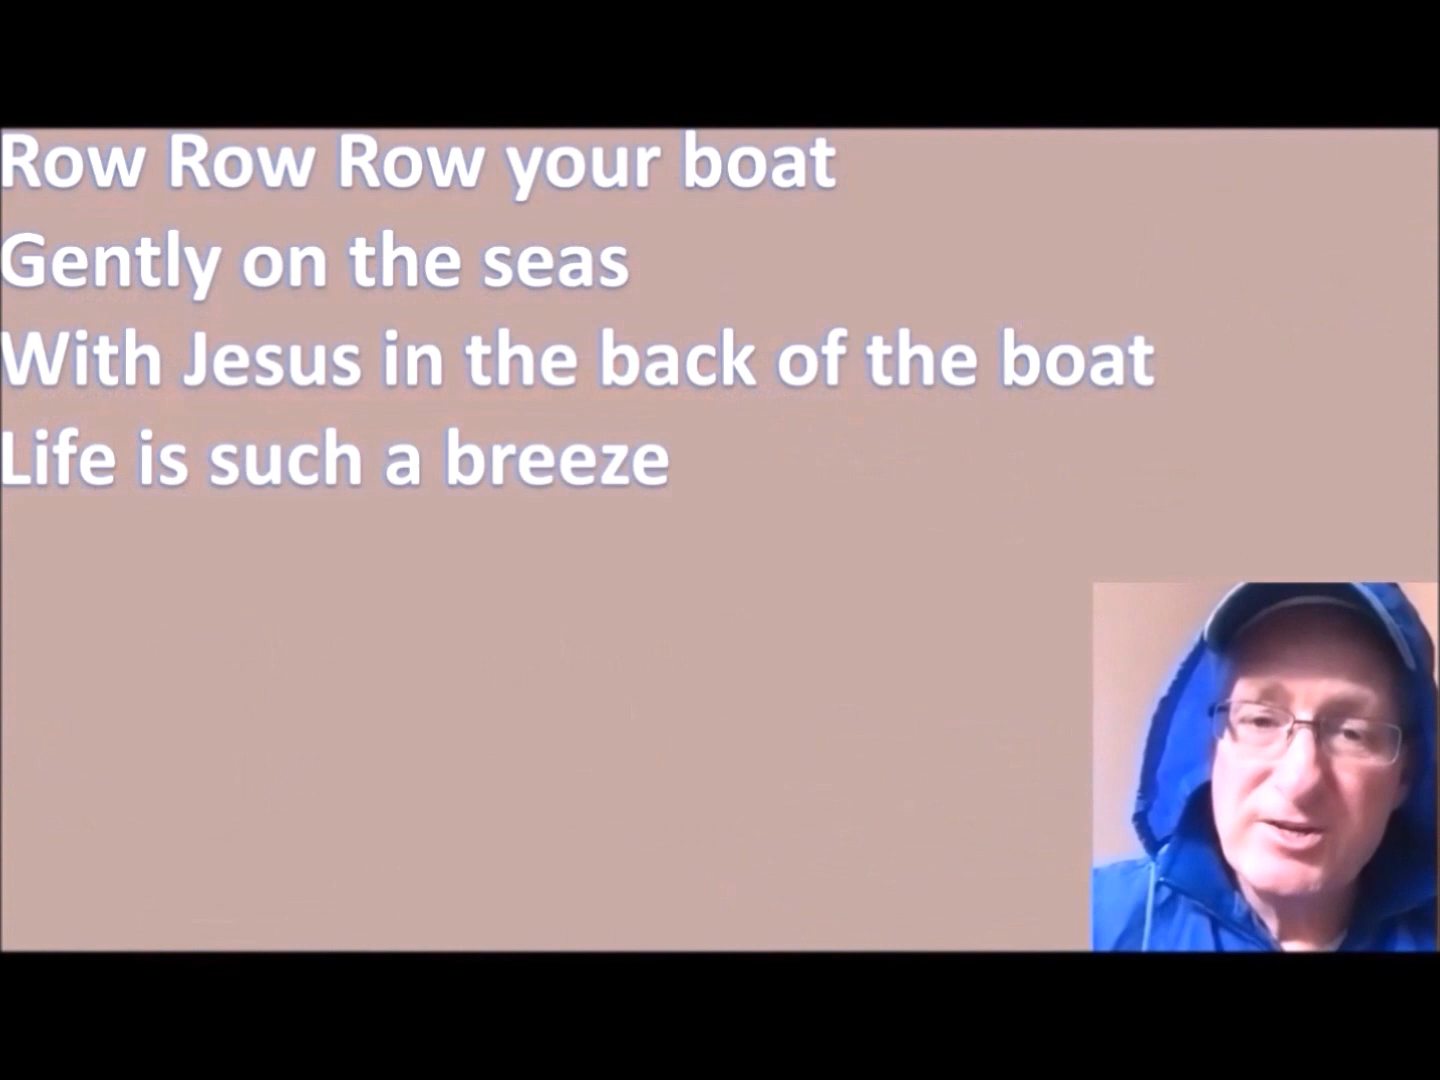 Row Row Row your boat
Gently on the seas
With Jesus in the back of the boat
Life is such a breeze